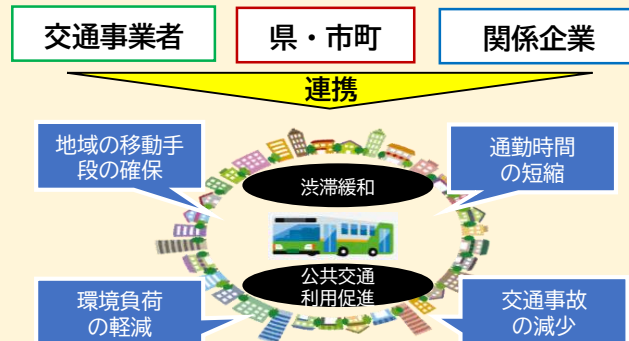 交通事業者
県・市町
関係企業
連携
地域の移動手
段の確保
通勤時間
の短縮
渋滞緩和
公共交通
利用促進
環境負荷
の軽減
交通事故
の減少